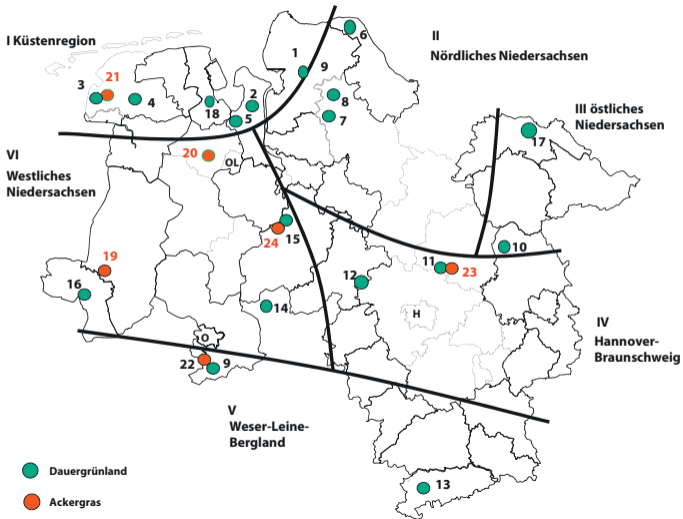 I Küstenregion
II
Nördliches Niedersachsen
III östliches
Niedersachsen
VI
Westliches
Niedersachsen
IV
Hannover-
Braunschweig
V
Weser-Leine-
Bergland
1
9
6
21
3
4
18
2
5
8
7
17
20
OL
24
15
10
19
16
12
11
23
14
H
O
22
9
13
Dauergrünland
Ackergras